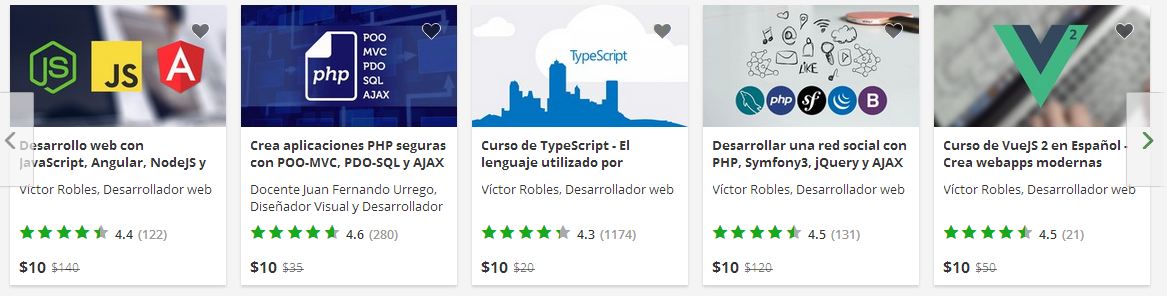 JS
JS
A
Desarrollo web con
JavaScript, Angular, NodeJS y
Víctor Robles, Desarrollador web
4.4 (122)
$10 $140
php
POO
MVC
PDO
SQL
AJAX
Crea aplicaciones PHP seguras
con POO-MVC, PDO-SQL y AJAX
Docente Juan Fernando Urrego,
Diseñador Visual y Desarrollador
4.6 (280)
$10 $35
TypeScript
Curso de TypeScript - El
lenguaje utilizado por
Víctor Robles, Desarrollador web
4.3 (1174)
$10 $20
LIKE
php
sf
B
Desarrollar una red social con
PHP, Symfony3, jQuery y AJAX
Víctor Robles, Desarrollador web
4.5 (131)
$10 $120
2
Curso de VueJS 2 en Español -
Crea webapps modernas
Víctor Robles, Desarrollador web
4.5 (21)
$10 $50